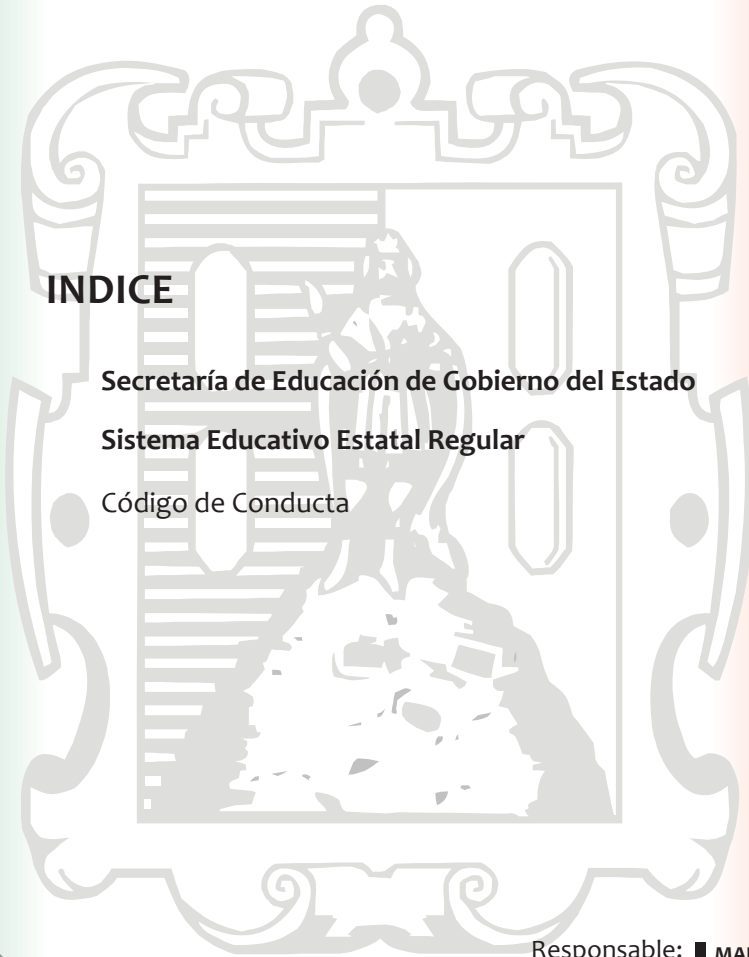 INDICE
Secretaría de Educación de Gobierno del Estado
Sistema Educativo Estatal Regular
Código de Conducta
Responsable: